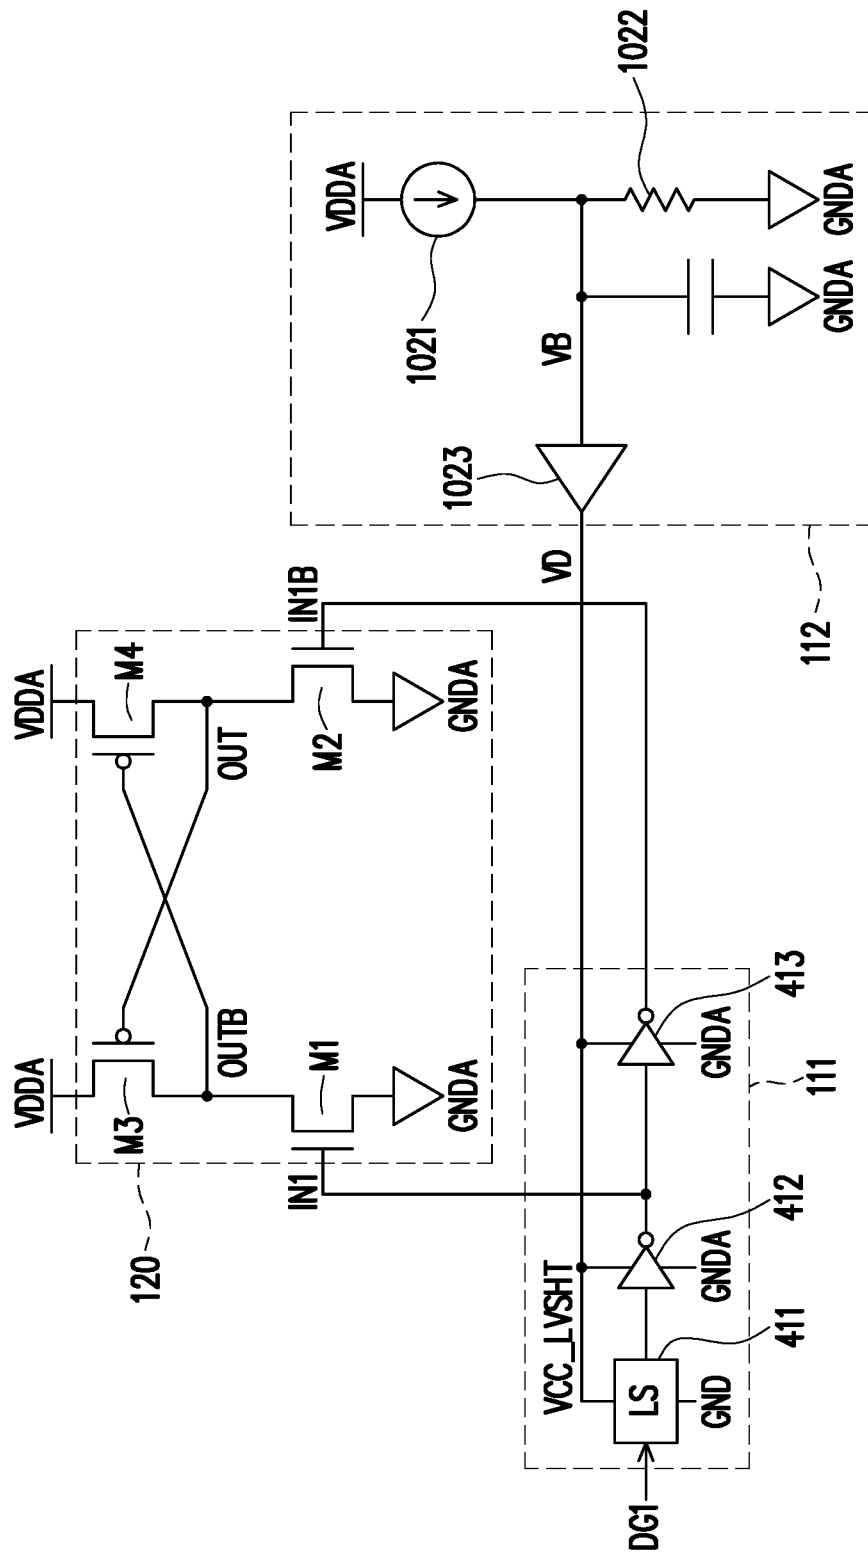 1022
VDDA
GNDA
GNDA
1021
VB
1023
VD
112
VDDA
M4
OUT
IN1B
M2
GNDA
VDDA
M3
OUTB
M1
IN1
GNDA
120
413
GNDA
111
412
GNDA
VCC_LVSHT
411
LS
GND
DG1